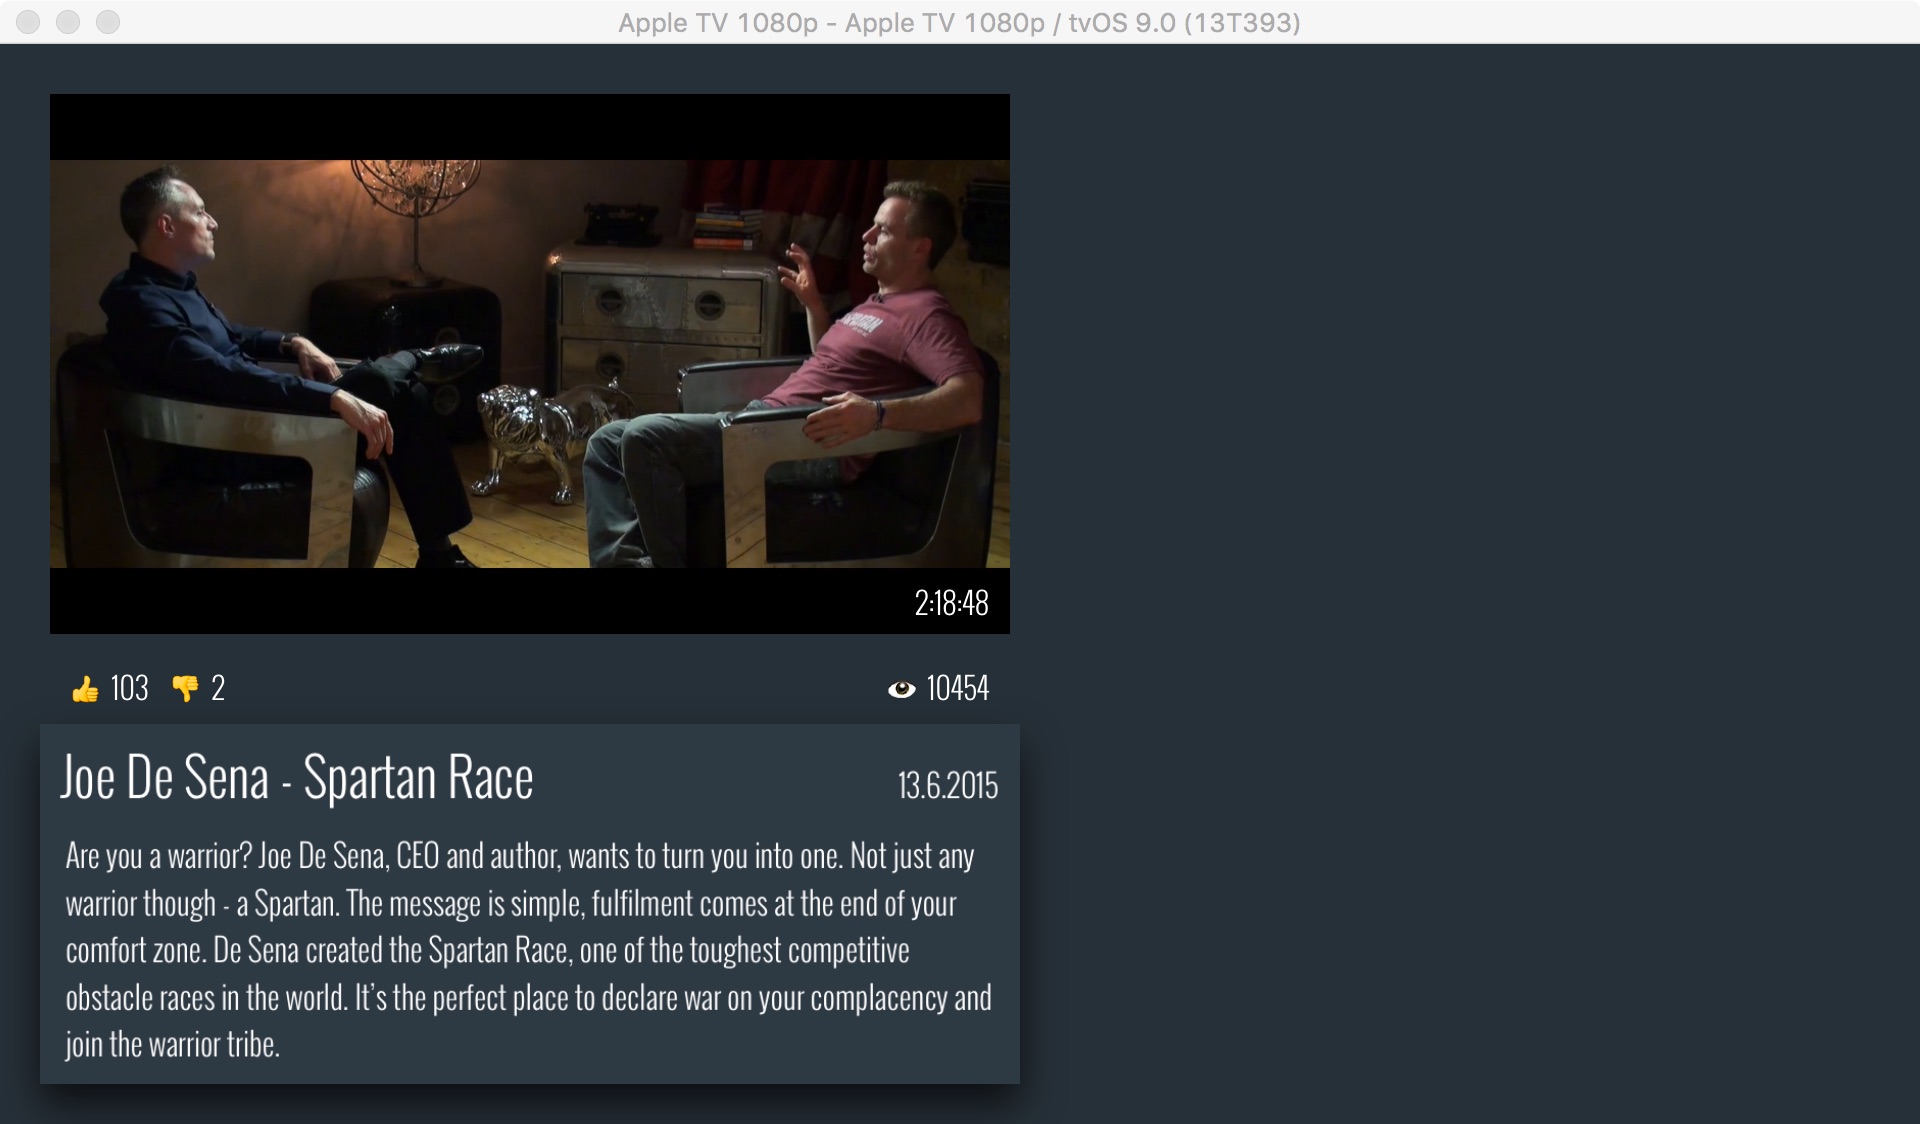 Apple TV 1080p - Apple TV 1080p / tvOS 9.0 (13T393)
2:18:48
103 2
10454
Joe De Sena - Spartan Race
13.6.2015
Are you a warrior? Joe De Sena, CEO and author, wants to turn you into one. Not just any
warrior though - a Spartan. The message is simple, fulfilment comes at the end of your
comfort zone. De Sena created the Spartan Race, one of the toughest competitive
obstacle races in the world. It's the perfect place to declare war on your complacency and
join the warrior tribe.